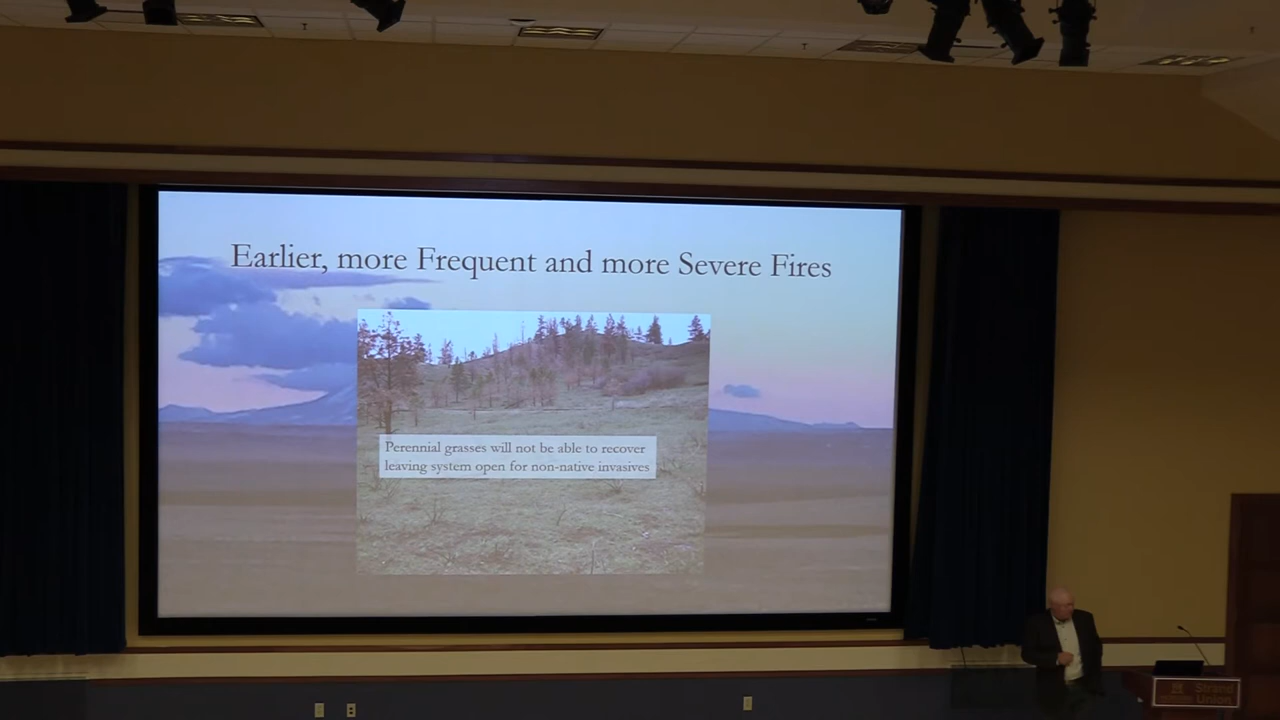 Earlier, more Frequent and more Severe Fires
Perennial grasses will not be able to recover
leaving system open for non-native invasives
Strand
Union